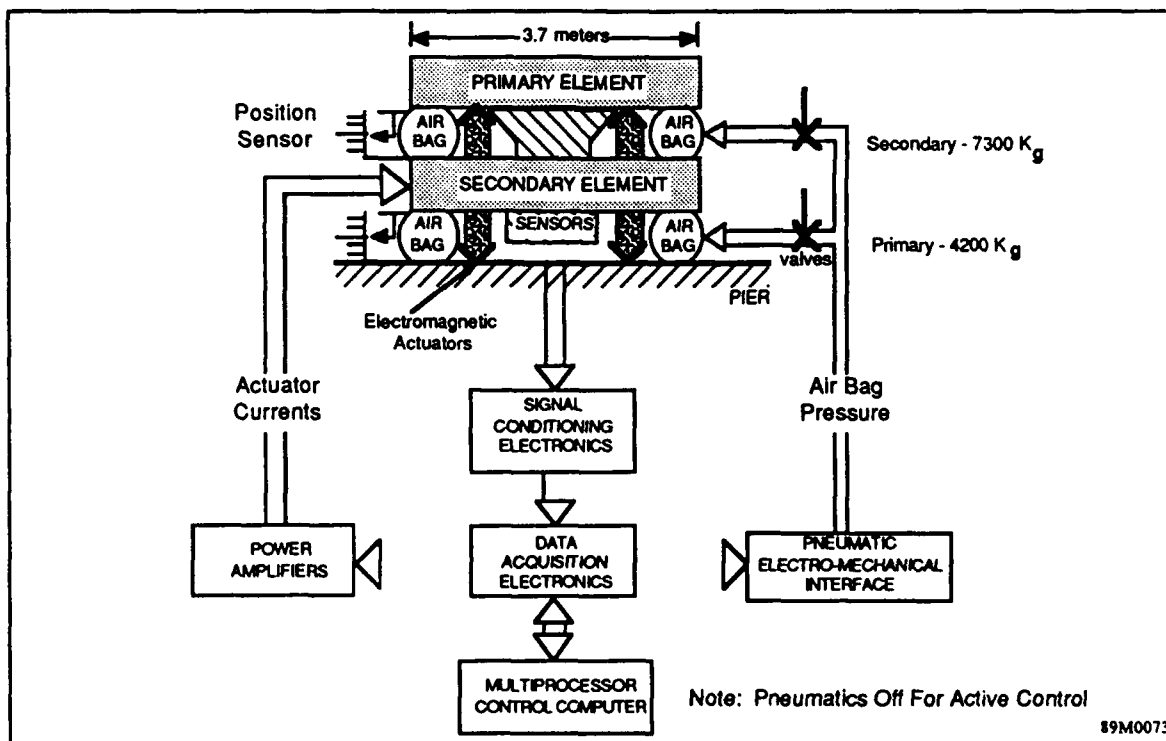 3.7 meters
PRIMARY ELEMENT
Position
Sensor
AIR
BAG
AIR
BAG
Secondary - 7300 Kg
SECONDARY ELEMENT
AIR
BAG
SENSORS
AIR
BAG
Primary - 4200 Kg
valves
PIER
Electromagnetic
Actuators
Actuator
Currents
Air Bag
Pressure
SIGNAL
CONDITIONING
ELECTRONICS
POWER
AMPLIFIERS
DATA
ACQUISITION
ELECTRONICS
PNEUMATIC
ELECTRO-MECHANICAL
INTERFACE
MULTIPROCESSOR
CONTROL COMPUTER
Note: Pneumatics Off For Active Control
89M0073